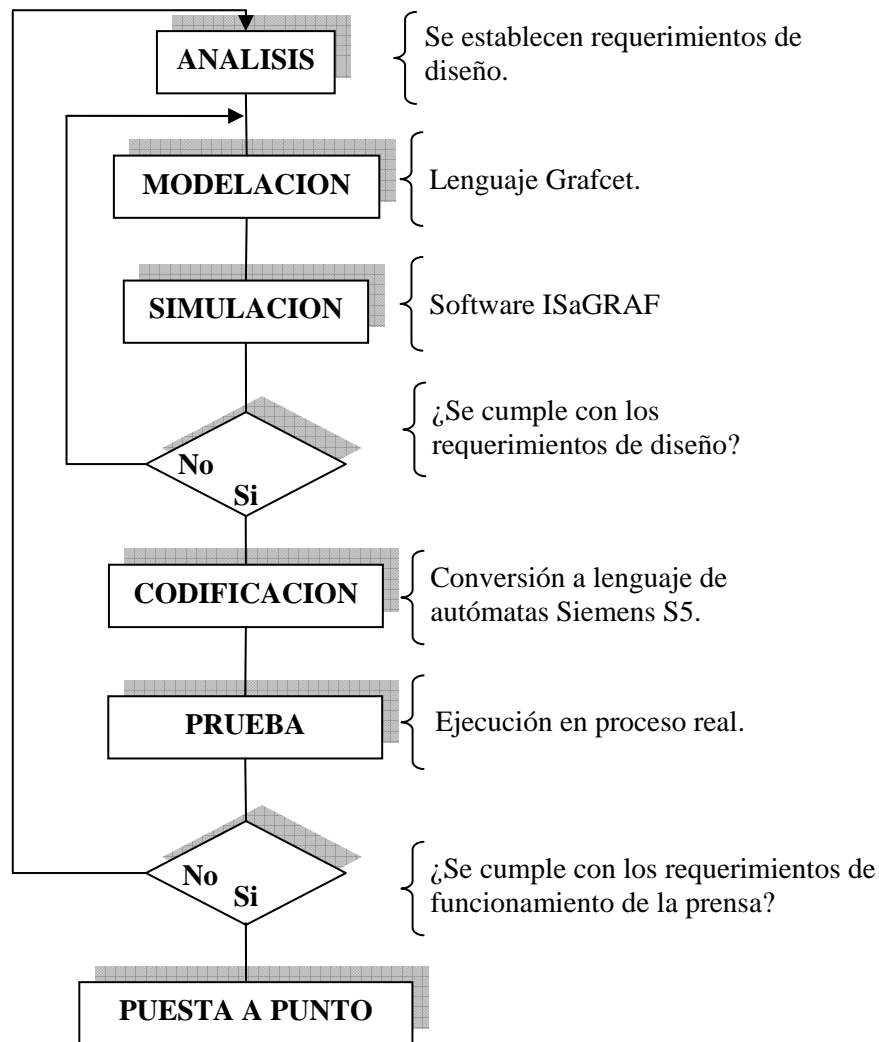 ANALISIS
Se establecen requerimientos de
diseño.
MODELACION
Lenguaje Grafcet.
SIMULACION
Software ISaGRAF
¿Se cumple con los
requerimientos de diseño?
No
Si
CODIFICACION
Conversión a lenguaje de
autómatas Siemens S5.
PRUEBA
Ejecución en proceso real.
¿Se cumple con los requerimientos de
funcionamiento de la prensa?
No
Si
PUESTA A PUNTO